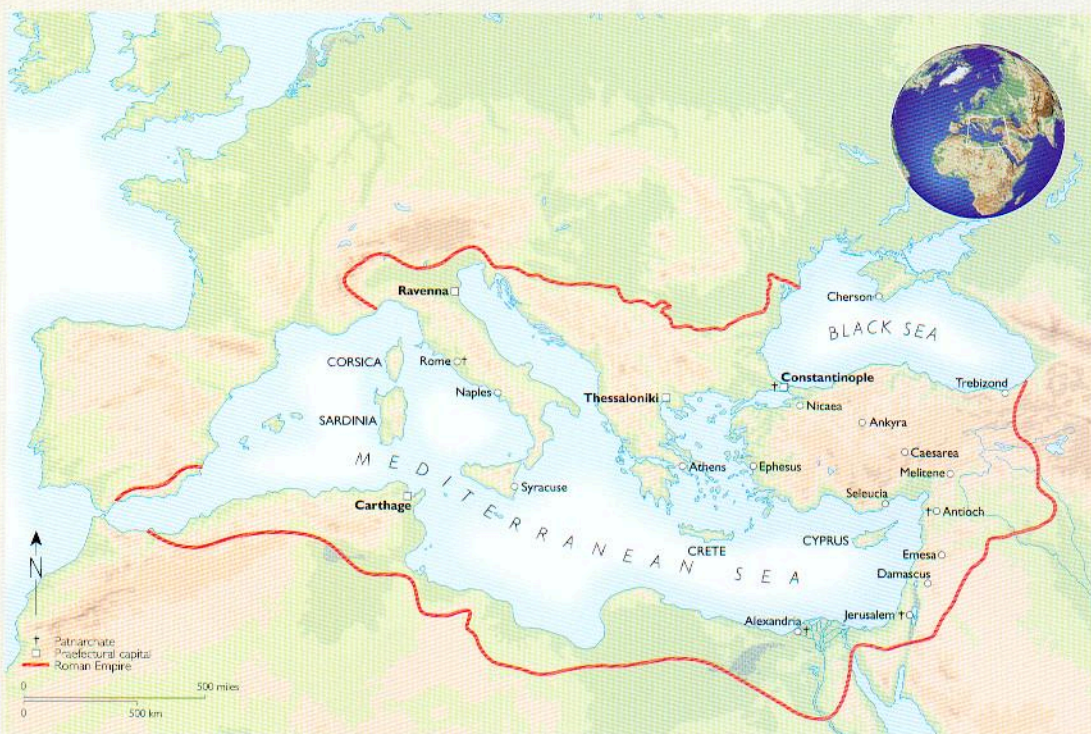 Cherson
BLACK SEA
Ravenna
CORSICA
Rome
Constantinople
Trebizond
Naples
Thessaloniki
Nicaea
SARDINIA
Ankyra
Caesarea
MEDITERRANEAN SEA
Athens
Ephesus
Melitene
Syracuse
Seleucia
Carthage
Antioch
CRETE
CYPRUS
Emesa
Damascus
Jerusalem
Alexandria
N
Patriarchate
Praefectural capital
Roman Empire
0 500 miles
0 500 km